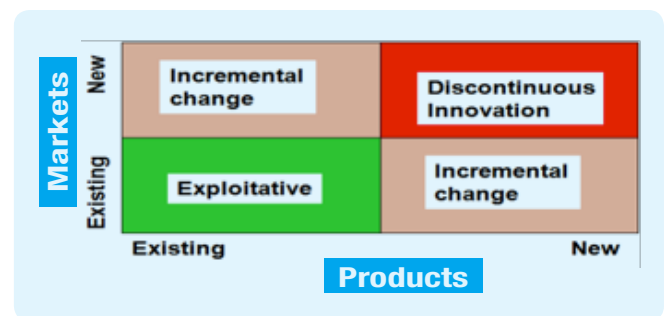 Markets
New
Existing
Incremental
change
Discontinuous
Innovation
Exploitative
Incremental
change
Existing
New
Products